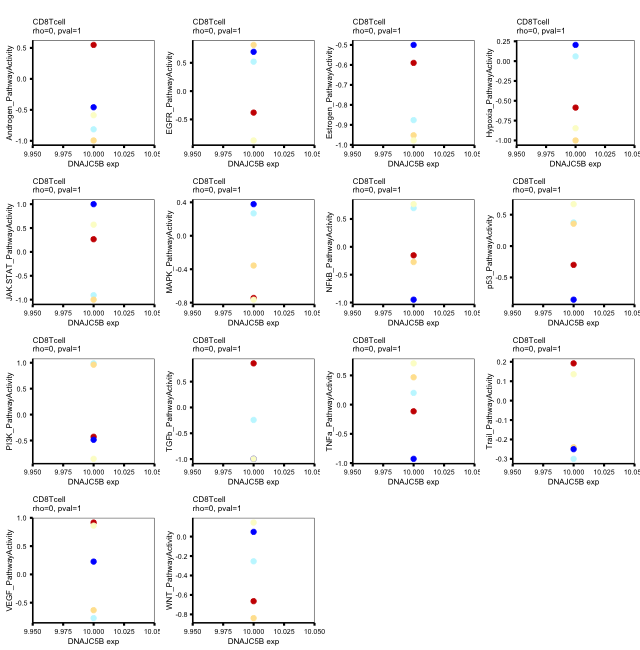 CD8Tcell
rho=0, pval=1
Androgen_PathwayActivity
0.5
0.0
-0.5
-1.0
9.950 9.975 10.000 10.025 10.05
DNAJC5B exp
CD8Tcell
rho=0, pval=1
EGFR_PathwayActivity
0.5
0.0
-0.5
9.950 9.975 10.000 10.025 10.05
DNAJC5B exp
CD8Tcell
rho=0, pval=1
Estrogen_PathwayActivity
-0.5
-0.6
-0.7
-0.8
-0.9
-1.0
9.950 9.975 10.000 10.025 10.05
DNAJC5B exp
CD8Tcell
rho=0, pval=1
Hypoxia_PathwayActivity
0.25
0.00
-0.25
-0.50
-0.75
-1.00
9.950 9.975 10.000 10.025 10.05
DNAJC5B exp
CD8Tcell
rho=0, pval=1
JAK.STAT_PathwayActivity
1.0
0.5
0.0
-0.5
-1.0
9.950 9.975 10.000 10.025 10.05
DNAJC5B exp
CD8Tcell
rho=0, pval=1
MAPK_PathwayActivity
0.4
0.0
-0.4
-0.8
9.950 9.975 10.000 10.025 10.05
DNAJC5B exp
CD8Tcell
rho=0, pval=1
NFkB_PathwayActivity
0.5
0.0
-0.5
-1.0
9.950 9.975 10.000 10.025 10.05
DNAJC5B exp
CD8Tcell
rho=0, pval=1
p53_PathwayActivity
0.5
0.0
-0.5
9.950 9.975 10.000 10.025 10.05
DNAJC5B exp
CD8Tcell
rho=0, pval=1
PI3K_PathwayActivity
1.0
0.5
0.0
-0.5
9.950 9.975 10.000 10.025 10.05
DNAJC5B exp
CD8Tcell
rho=0, pval=1
TGFb_PathwayActivity
0.5
0.0
-0.5
-1.0
9.950 9.975 10.000 10.025 10.05
DNAJC5B exp
CD8Tcell
rho=0, pval=1
TNFa_PathwayActivity
0.5
0.0
-0.5
-1.0
9.950 9.975 10.000 10.025 10.05
DNAJC5B exp
CD8Tcell
rho=0, pval=1
Trail_PathwayActivity
0.2
0.1
0.0
-0.1
-0.2
-0.3
9.950 9.975 10.000 10.025 10.05
DNAJC5B exp
CD8Tcell
rho=0, pval=1
VEGF_PathwayActivity
1.0
0.5
0.0
-0.5
9.950 9.975 10.000 10.025 10.05
DNAJC5B exp
CD8Tcell
rho=0, pval=1
WNT_PathwayActivity
0.0
-0.2
-0.4
-0.6
-0.8
9.950 9.975 10.000 10.025 10.050
DNAJC5B exp